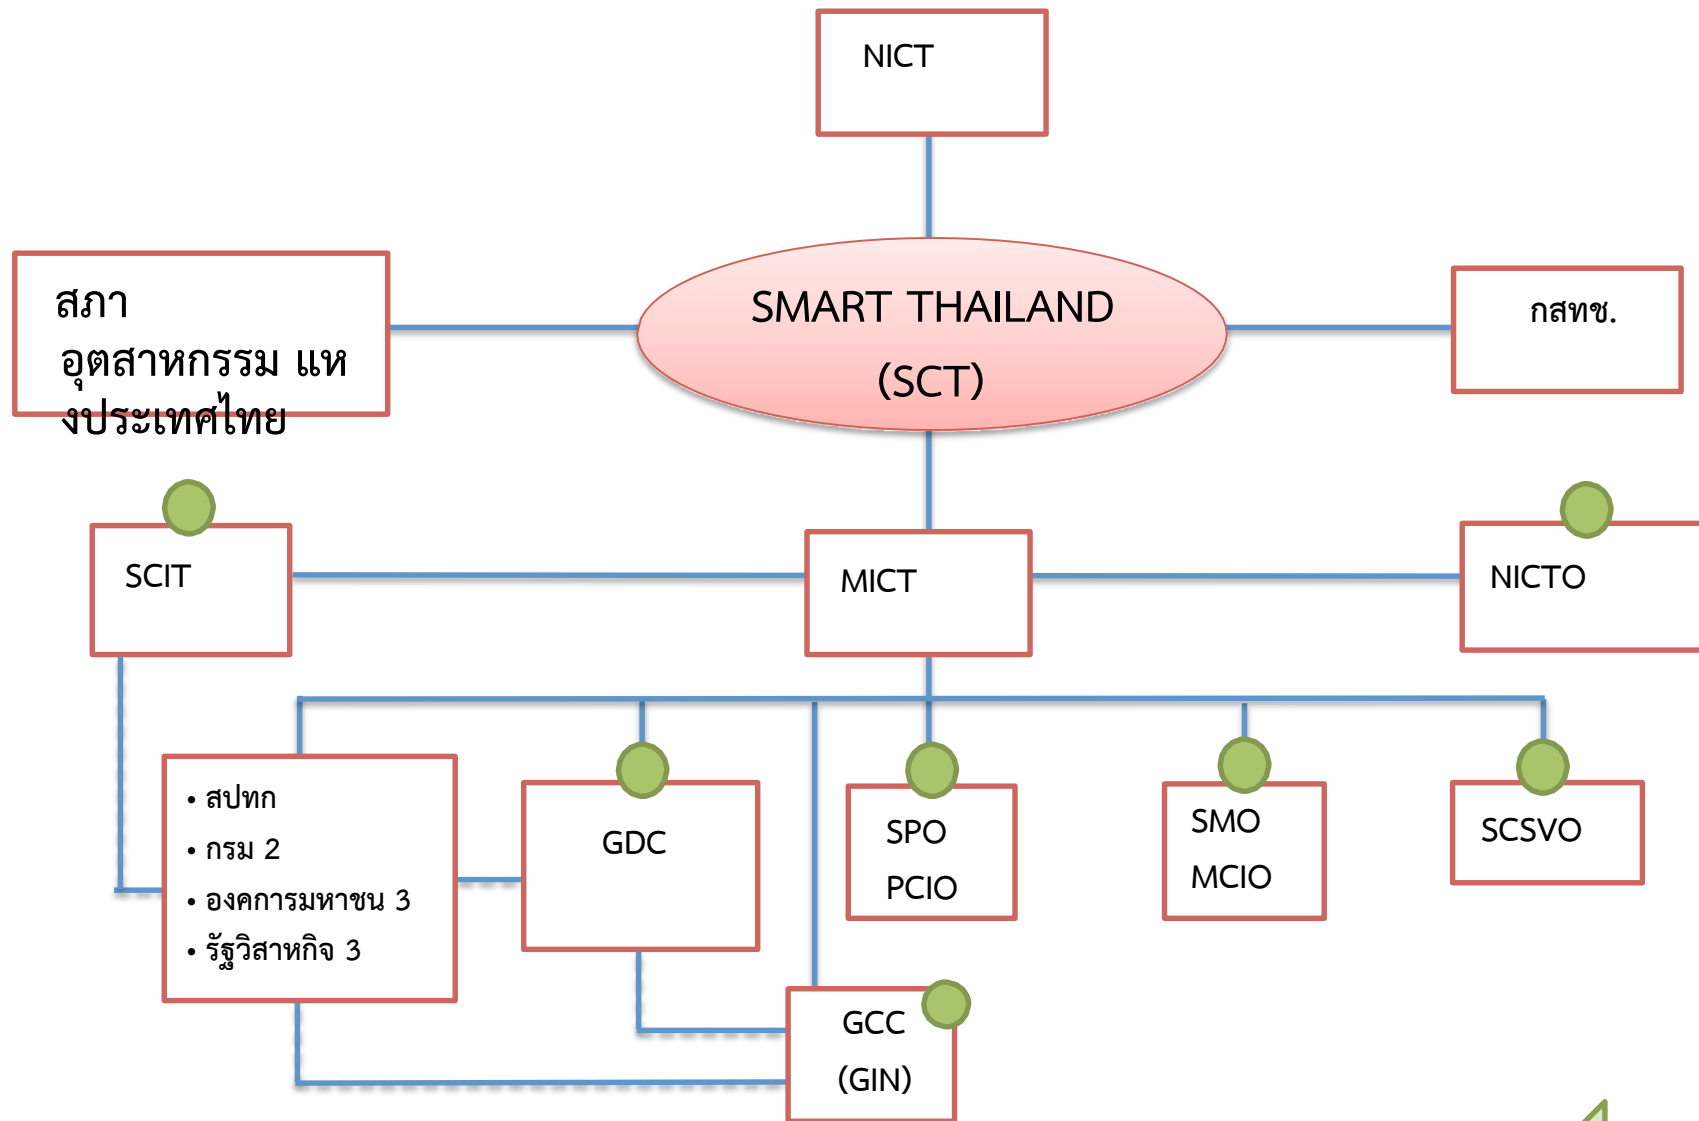 NICT
สภา
อุตสาหกรรม แห
งประเทศไทย
SMART THAILAND
(SCT)
กสทช.
SCIT
MICT
NICTO
• สปทก
• กรม 2
• องคการมหาชน 3
• รัฐวิสาหกิจ 3
GDC
SPO
PCIO
SMO
MCIO
SCSVO
GCC
(GIN)